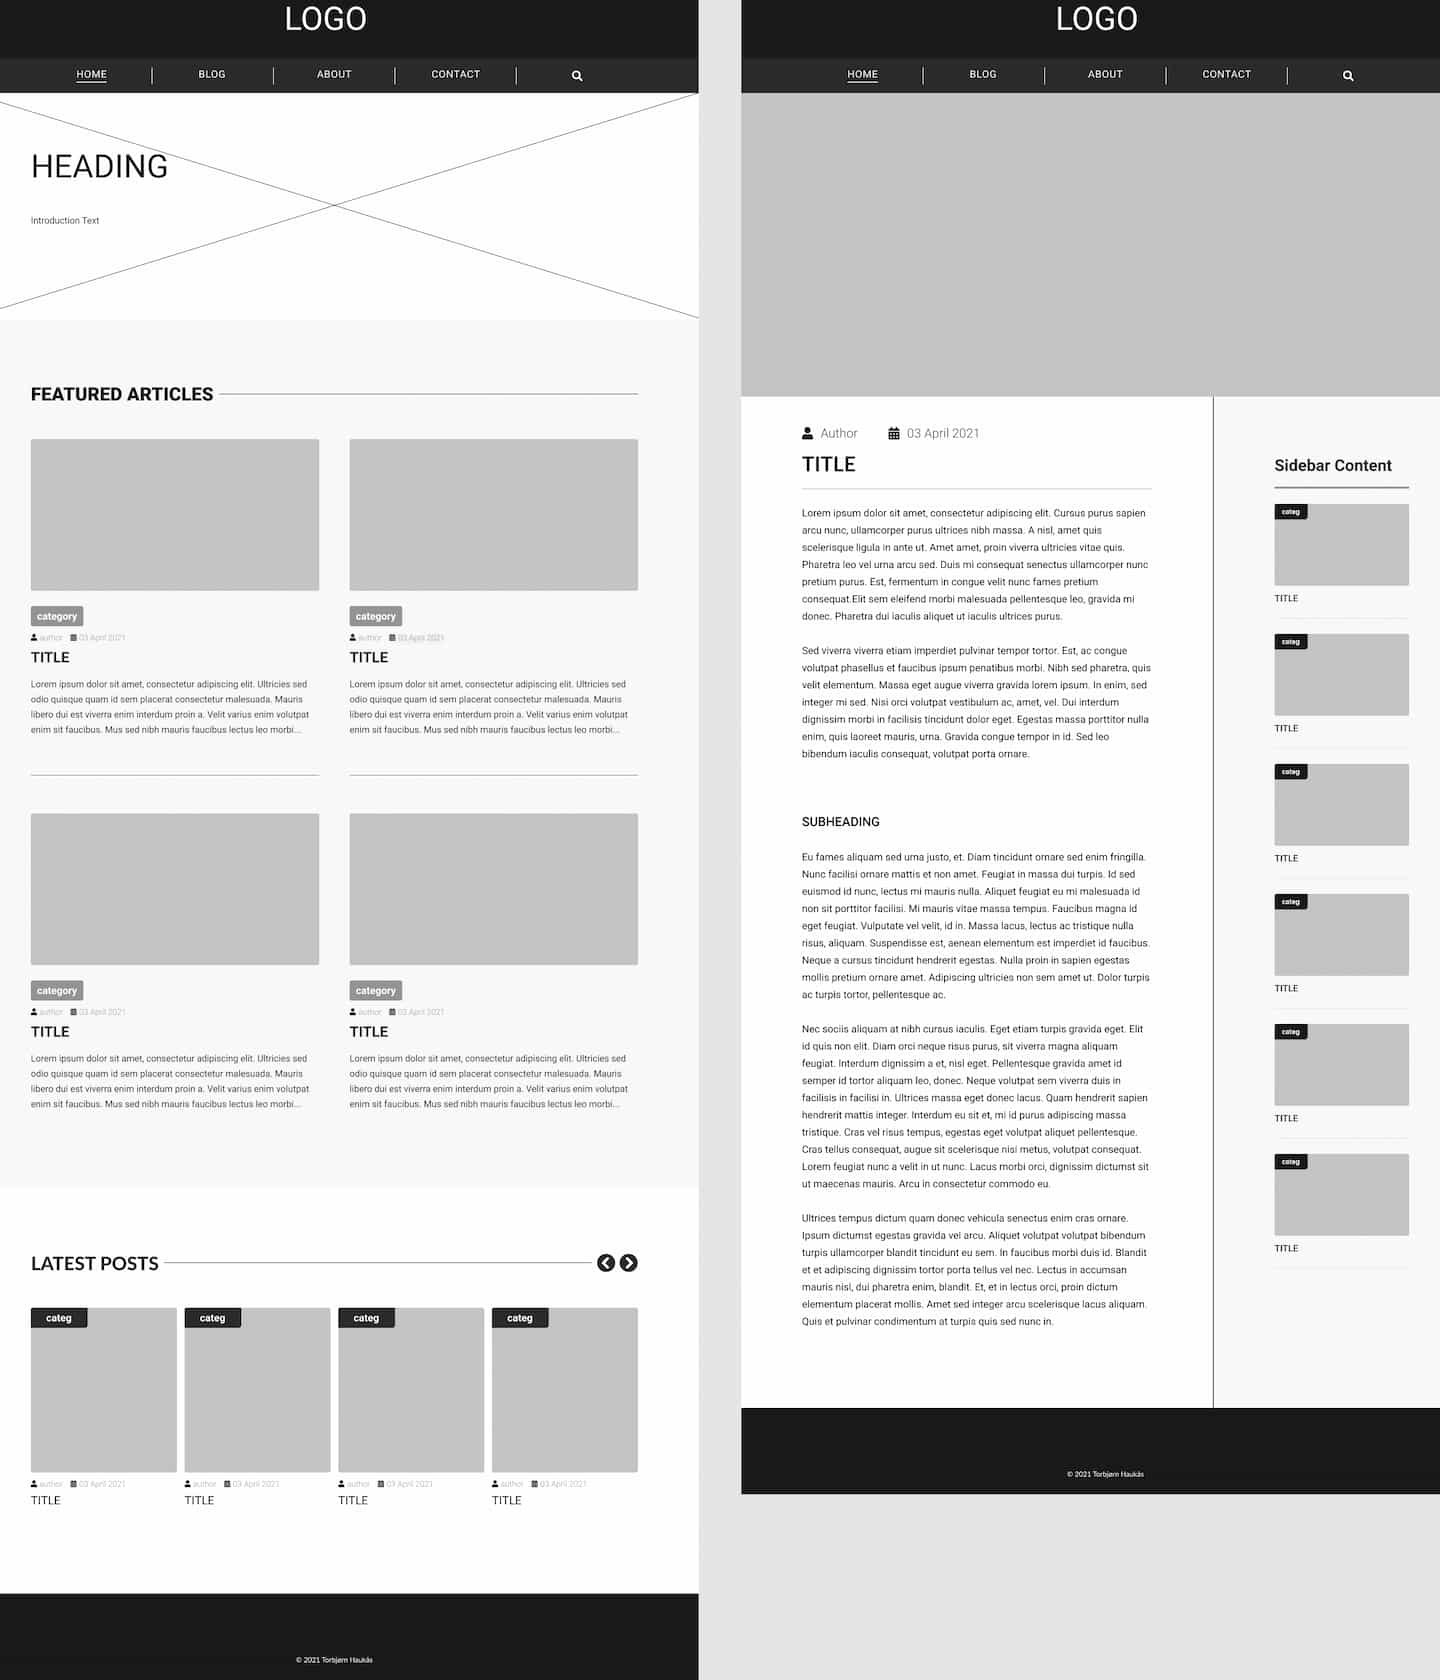 LOGO
HOME
BLOG
ABOUT
CONTACT
HEADING
Introduction Text
FEATURED ARTICLES
category
author 03 April 2021
TITLE
Lorem ipsum dolor sit amet, consectetur adipiscing elit. Ultricies sed
odio quisque quam id sem placerat consectetur malesuada. Mauris
libero dui est viverra enim interdum proin a. Velit varius enim volutpat
enim sit faucibus. Mus sed nibh mauris faucibus lectus leo morbi...
category
author 03 April 2021
TITLE
Lorem ipsum dolor sit amet, consectetur adipiscing elit. Ultricies sed
odio quisque quam id sem placerat consectetur malesuada. Mauris
libero dui est viverra enim interdum proin a. Velit varius enim volutpat
enim sit faucibus. Mus sed nibh mauris faucibus lectus leo morbi...
category
author 03 April 2021
TITLE
Lorem ipsum dolor sit amet, consectetur adipiscing elit. Ultricies sed
odio quisque quam id sem placerat consectetur malesuada. Mauris
libero dui est viverra enim interdum proin a. Velit varius enim volutpat
enim sit faucibus. Mus sed nibh mauris faucibus lectus leo morbi...
category
author 03 April 2021
TITLE
Lorem ipsum dolor sit amet, consectetur adipiscing elit. Ultricies sed
odio quisque quam id sem placerat consectetur malesuada. Mauris
libero dui est viverra enim interdum proin a. Velit varius enim volutpat
enim sit faucibus. Mus sed nibh mauris faucibus lectus leo morbi...
LATEST POSTS
categ
author 03 April 2021
TITLE
categ
author 03 April 2021
TITLE
categ
author 03 April 2021
TITLE
categ
author 03 April 2021
TITLE
© 2021 Torbjørn Haukås
LOGO
HOME
BLOG
ABOUT
CONTACT
Author 03 April 2021
TITLE
Lorem ipsum dolor sit amet, consectetur adipiscing elit. Cursus purus sapien
arcu nunc, ullamcorper purus ultrices nibh massa. A nisl, amet quis
scelerisque ligula in ante ut. Amet amet, proin viverra ultricies vitae quis.
Pharetra leo vel urna arcu sed. Duis mi consequat senectus ullamcorper nunc
pretium purus. Est, fermentum in congue velit nunc fames pretium
consequat.Elit sem eleifend morbi malesuada pellentesque leo, gravida mi
donec. Pharetra dui iaculis aliquet ut iaculis ultrices purus.
Sed viverra viverra etiam imperdiet pulvinar tempor tortor. Est, ac congue
volutpat phasellus et faucibus ipsum penatibus morbi. Nibh sed pharetra, quis
velit elementum. Massa eget augue viverra gravida lorem ipsum. In enim, sed
integer mi sed. Nisi orci volutpat vestibulum ac, amet, vel. Dui interdum
dignissim morbi in facilisis tincidunt dolor eget. Egestas massa porttitor nulla
enim, quis laoreet mauris, urna. Gravida congue tempor in id. Sed leo
bibendum iaculis consequat, volutpat porta ornare.
SUBHEADING
Eu fames aliquam sed urna justo, et. Diam tincidunt ornare sed enim fringilla.
Nunc facilisi ornare mattis et non amet. Feugiat in massa dui turpis. Id sed
euismod id nunc, lectus mi mauris nulla. Aliquet feugiat eu mi malesuada id
non sit porttitor facilisi. Mi mauris vitae massa tempus. Faucibus magna id
eget feugiat. Vulputate vel velit, id in. Massa lacus, lectus ac tristique nulla
risus, aliquam. Suspendisse est, aenean elementum est imperdiet id faucibus.
Neque a cursus tincidunt hendrerit egestas. Nulla proin in sapien egestas
mollis pretium ornare amet. Adipiscing ultricies non sem amet ut. Dolor turpis
ac turpis tortor, pellentesque ac.
Nec sociis aliquam at nibh cursus iaculis. Eget etiam turpis gravida eget. Elit
id quis non elit. Diam orci neque risus purus, sit viverra magna aliquam
feugiat. Interdum dignissim a et, nisl eget. Pellentesque gravida amet id
semper id tortor aliquam leo, donec. Neque volutpat sem viverra duis in
facilisis in facilisi in. Ultrices massa eget donec lacus. Quam hendrerit sapien
hendrerit mattis integer. Interdum eu sit et, mi id purus adipiscing massa
tristique. Cras vel risus tempus, egestas eget volutpat aliquet pellentesque.
Cras tellus consequat, augue sit scelerisque nisi metus, volutpat consequat.
Lorem feugiat nunc a velit in ut nunc. Lacus morbi orci, dignissim dictumst sit
ut maecenas mauris. Arcu in consectetur commodo eu.
Ultrices tempus dictum quam donec vehicula senectus enim cras ornare.
Ipsum dictumst egestas gravida vel arcu. Aliquet volutpat volutpat bibendum
turpis ullamcorper blandit tincidunt eu sem. In faucibus morbi duis id. Blandit
et et adipiscing dignissim tortor porta tellus vel nec. Lectus in accumsan
mauris nisl, dui pharetra enim, blandit. Et, et in lectus orci, proin dictum
elementum placerat mollis. Amet sed integer arcu scelerisque lacus aliquam.
Quis et pulvinar condimentum at turpis quis sed nunc in.
Sidebar Content
categ
TITLE
categ
TITLE
categ
TITLE
categ
TITLE
categ
TITLE
categ
TITLE
© 2021 Torbjørn Haukås